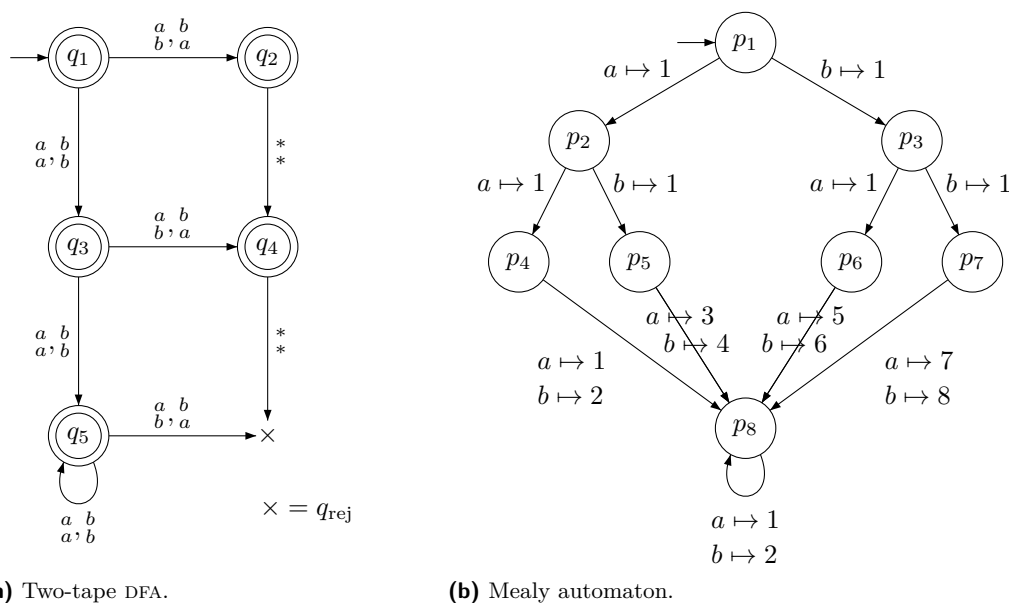 q₁
a b
b , a
q₂
a b
a , b
*
*
q₃
a b
b , a
q₄
a b
a , b
*
*
q₅
a b
b , a
×
a b
a , b
× = q_rej
) Two-tape DFA.
p₁
a ↦ 1
b ↦ 1
p₂
p₃
a ↦ 1
b ↦ 1
a ↦ 1
b ↦ 1
p₄
p₅
p₆
p₇
a ↦ 3
b ↦ 4
a ↦ 5
b ↦ 6
a ↦ 1
b ↦ 2
a ↦ 7
b ↦ 8
p₈
a ↦ 1
b ↦ 2
(b) Mealy automaton.